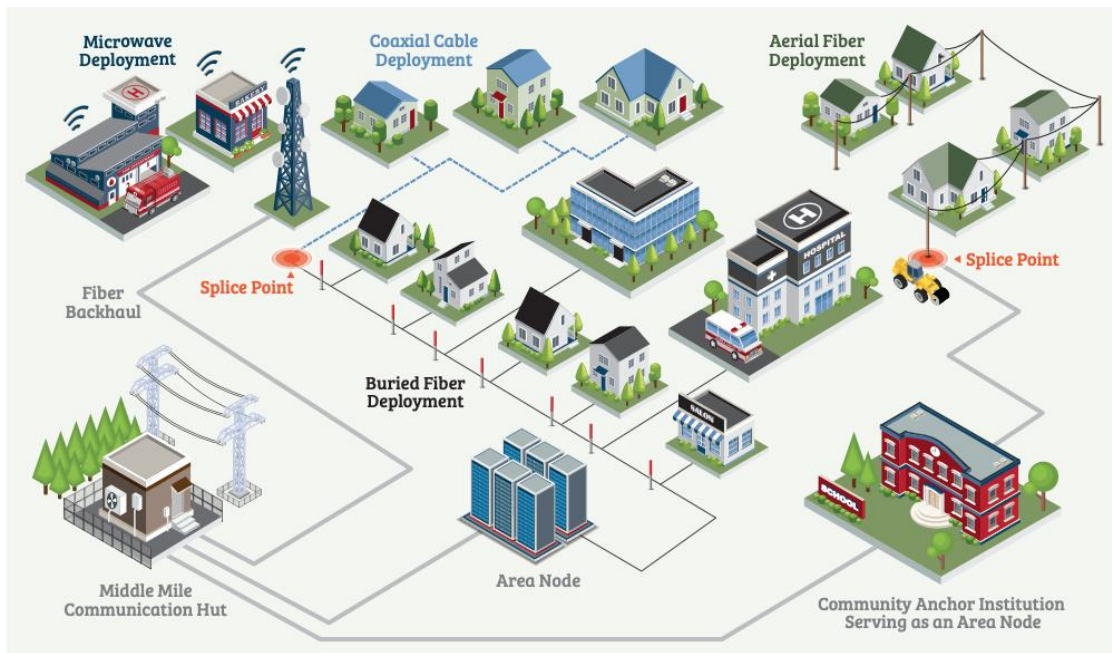 Microwave
Deployment
Coaxial Cable
Deployment
Aerial Fiber
Deployment
H
BAKERY
H
HOSPITAL
Splice Point
Splice Point
Fiber
Backhaul
Buried Fiber
Deployment
SALON
SCHOOL
Middle Mile
Communication Hut
Area Node
Community Anchor Institution
Serving as an Area Node